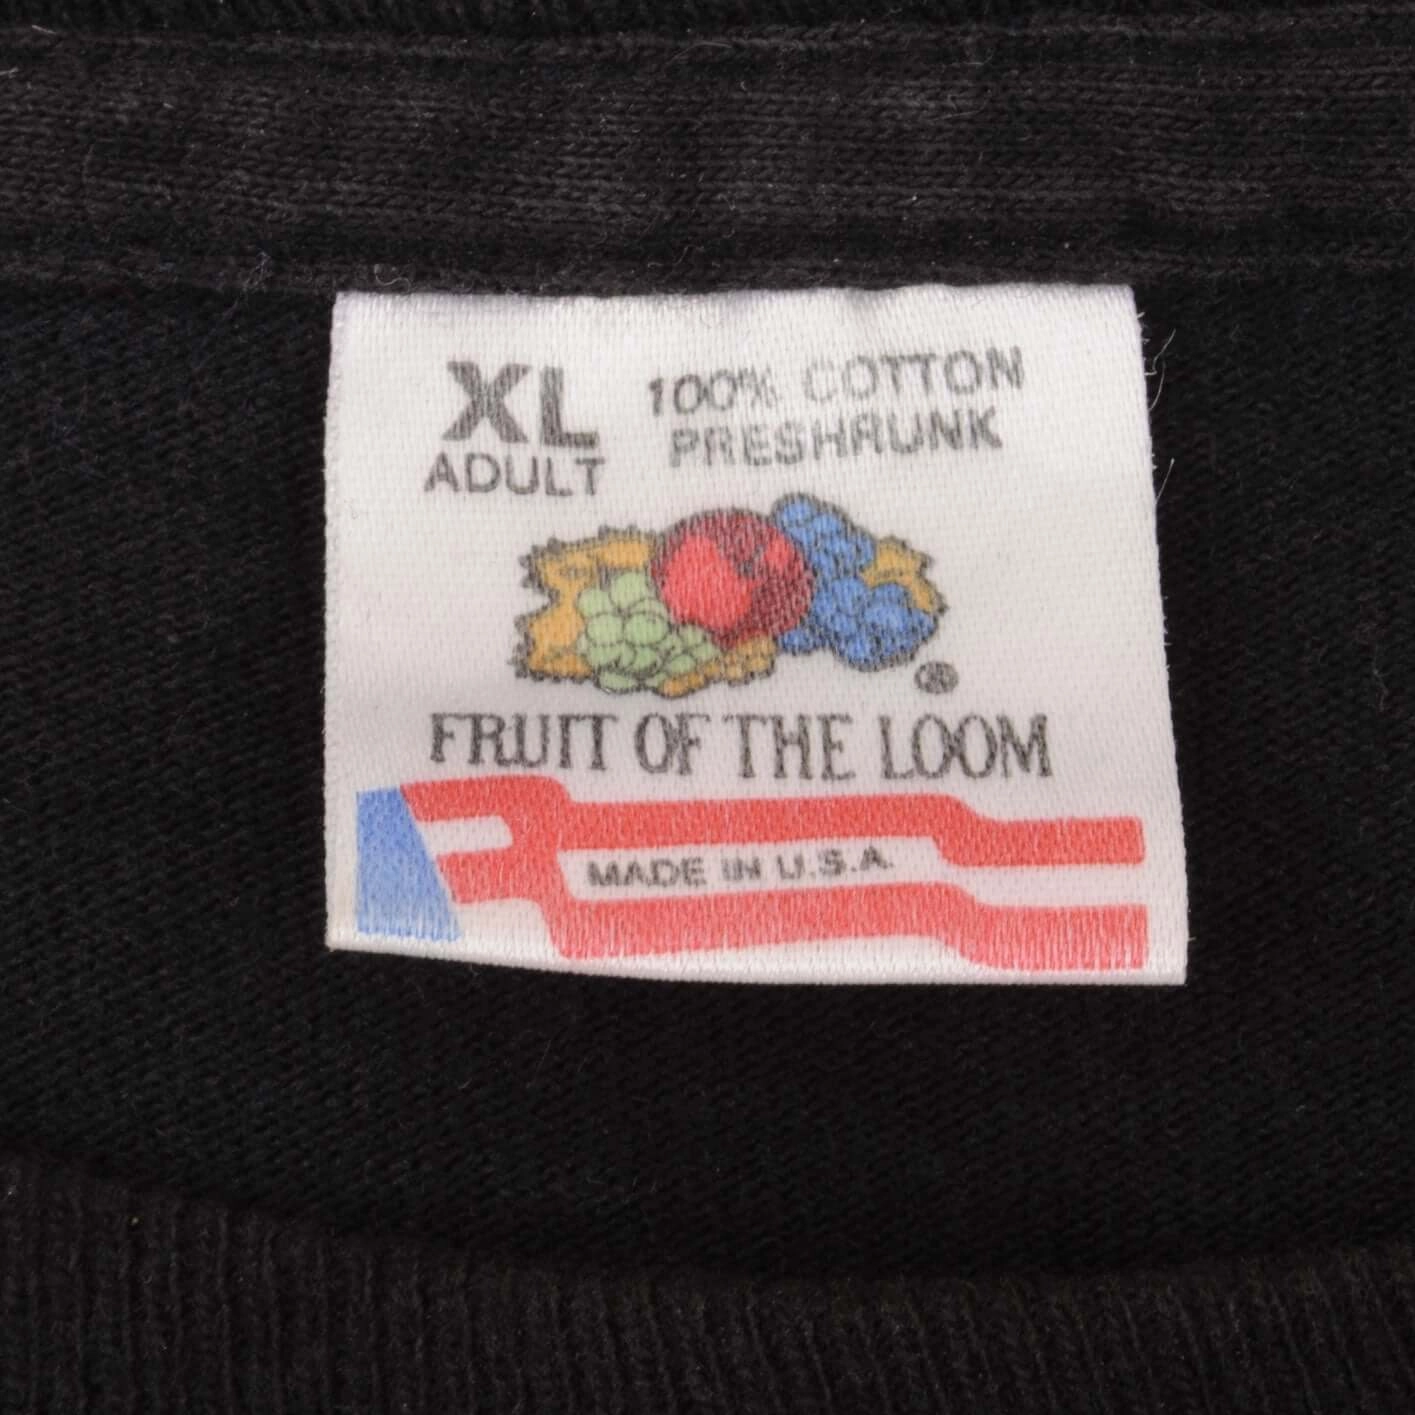 XL
ADULT
100% COTTON
PRESHRUNK
®
FRUIT OF THE LOOM
MADE IN U.S.A.